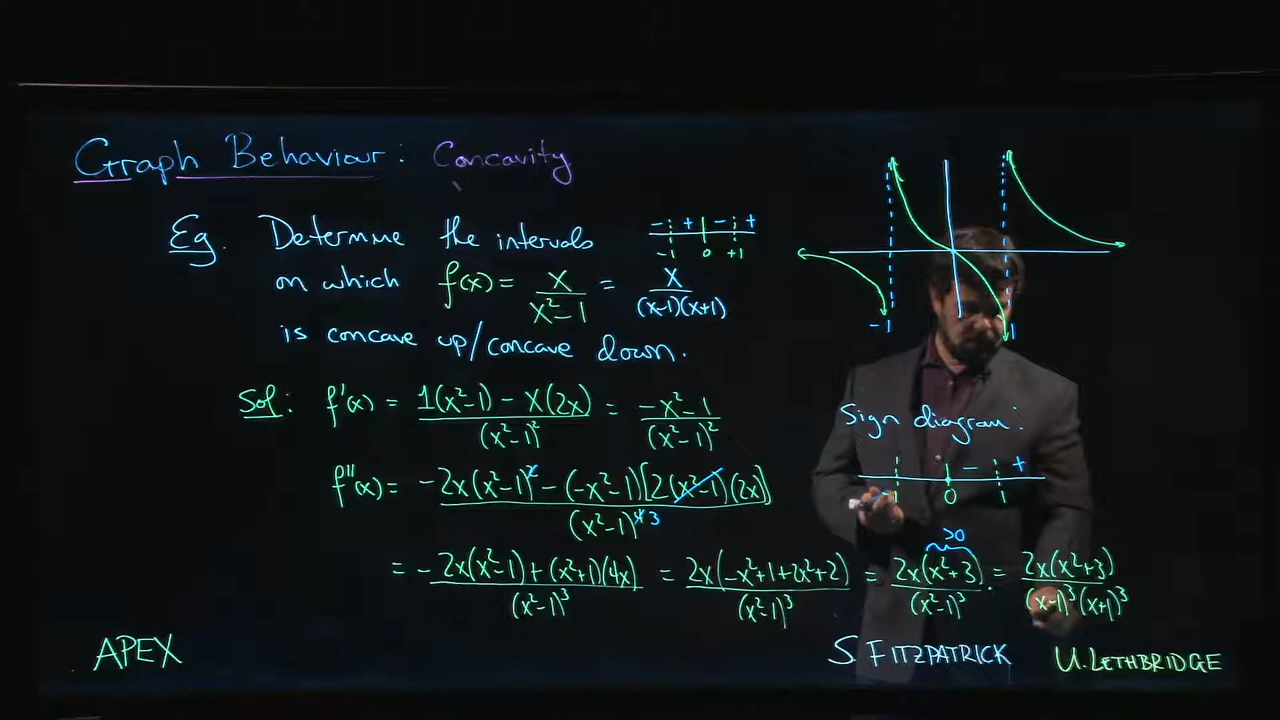 Graph Behaviour: Concavity
Eg. Determine the intervals
on which f(x) = x/(x²-1) = x/((x-1)(x+1))
is concave up/concave down.
- + - +
-1 0 +1
-1 1
Sol: f'(x) = (1(x²-1) - x(2x))/(x²-1)² = (-x²-1)/(x²-1)²
f''(x) = (-2x(x²-1)² - (-x²-1)[2(x²-1)(2x)])/(x²-1)⁴ ³
= (-2x(x²-1)+(x²+1)(4x))/(x²-1)³ = (2x(-x²+1+2x²+2))/(x²-1)³ = (2x(x²+3))/(x²-1)³ . = (2x(x²+3))/((x-1)³(x+1)³)
>0
Sign diagram:
- +
-1 0 1
APEX
S. FITZPATRICK U. LETHBRIDGE